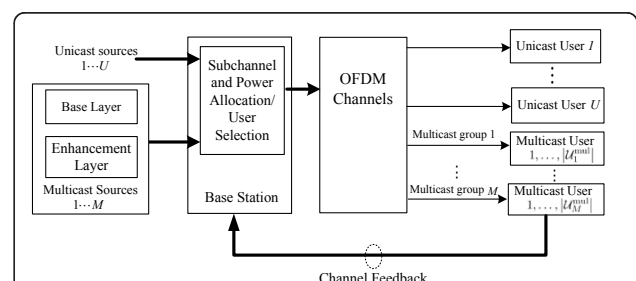 Unicast sources
1⋯U
Base Layer
Enhancement
Layer
Multicast Sources
1⋯M
Subchannel
and Power
Allocation/
User
Selection
Base Station
OFDM
Channels
Unicast User 1
⋮
Unicast User U
Multicast group 1
Multicast User
1, . . . , |𝒰₁ᵐᵘˡ|
⋮
⋮
Multicast group M
Multicast User
1, . . . , |𝒰_M^mul|
Channel Feedback